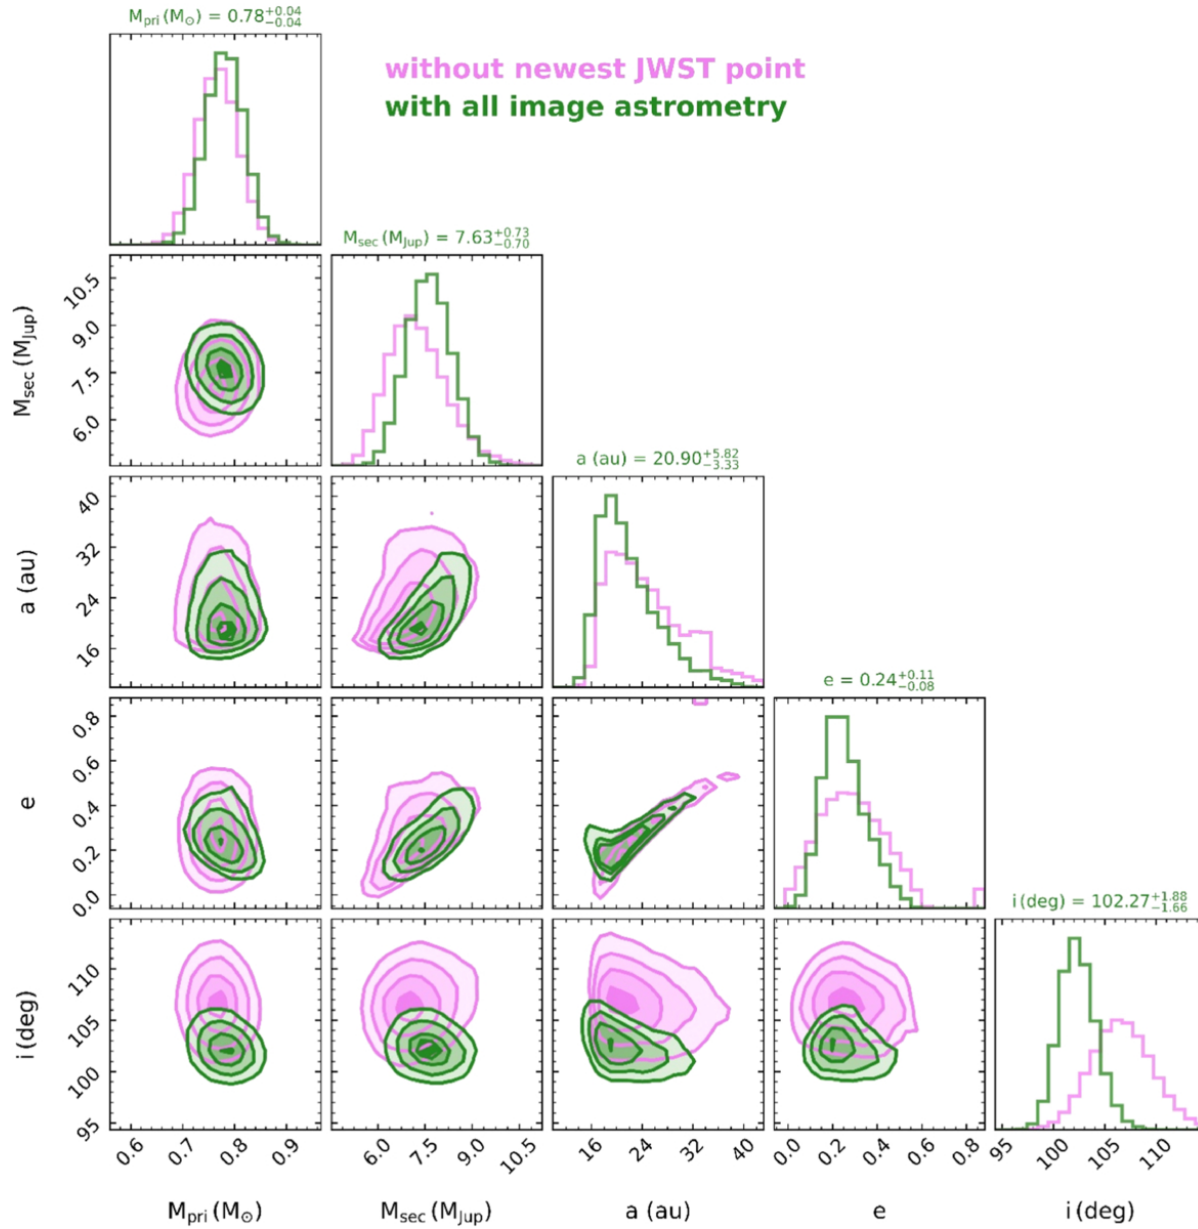 M_pri (M_⊙) = 0.78^{+0.04}_{−0.04}
without newest JWST point
with all image astrometry
M_sec (M_Jup) = 7.63^{+0.73}_{−0.70}
10.5
9.0
7.5
6.0
M_sec (M_Jup)
a (au) = 20.90^{+5.82}_{−3.33}
40
32
24
16
a (au)
e = 0.24^{+0.11}_{−0.08}
0.8
0.6
0.4
0.2
0.0
e
i (deg) = 102.27^{+1.88}_{−1.66}
110
105
100
95
i (deg)
0.6 0.7 0.8 0.9 6.0 7.5 9.0 10.5 16 24 32 40 0.0 0.2 0.4 0.6 0.8 95 100 105 110
M_pri (M_⊙) M_sec (M_Jup) a (au) e i (deg)